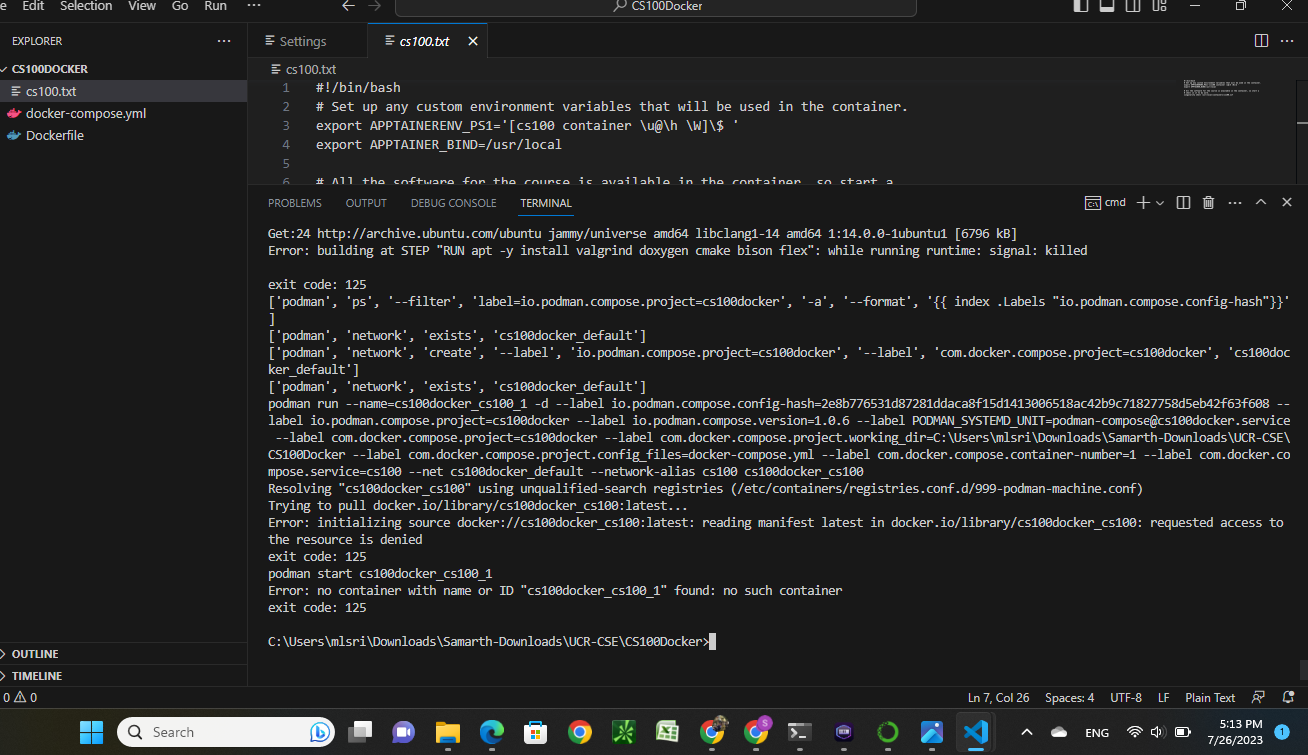 Edit Selection View Go Run ···
CS100Docker
EXPLORER ···
CS100DOCKER
cs100.txt
docker-compose.yml
Dockerfile
OUTLINE
TIMELINE
Settings cs100.txt
cs100.txt
1 #!/bin/bash
2 # Set up any custom environment variables that will be used in the container.
3 export APPTAINERENV_PS1='[cs100 container \u@\h \W]\$ '
4 export APPTAINER_BIND=/usr/local
5
6 # All the software for the course is available in the container, so start a
PROBLEMS OUTPUT DEBUG CONSOLE TERMINAL cmd
Get:24 http://archive.ubuntu.com/ubuntu jammy/universe amd64 libclang1-14 amd64 1:14.0.0-1ubuntu1 [6796 kB]
Error: building at STEP "RUN apt -y install valgrind doxygen cmake bison flex": while running runtime: signal: killed
exit code: 125
['podman', 'ps', '--filter', 'label=io.podman.compose.project=cs100docker', '-a', '--format', '{{ index .Labels "io.podman.compose.config-hash"}}'
]
['podman', 'network', 'exists', 'cs100docker_default']
['podman', 'network', 'create', '--label', 'io.podman.compose.project=cs100docker', '--label', 'com.docker.compose.project=cs100docker', 'cs100doc
ker_default']
['podman', 'network', 'exists', 'cs100docker_default']
podman run --name=cs100docker_cs100_1 -d --label io.podman.compose.config-hash=2e8b776531d87281ddaca8f15d1413006518ac42b9c71827758d5eb42f63f608 --
label io.podman.compose.project=cs100docker --label io.podman.compose.version=1.0.6 --label PODMAN_SYSTEMD_UNIT=podman-compose@cs100docker.service
--label com.docker.compose.project=cs100docker --label com.docker.compose.project.working_dir=C:\Users\mlsri\Downloads\Samarth-Downloads\UCR-CSE\
CS100Docker --label com.docker.compose.project.config_files=docker-compose.yml --label com.docker.compose.container-number=1 --label com.docker.co
mpose.service=cs100 --net cs100docker_default --network-alias cs100 cs100docker_cs100
Resolving "cs100docker_cs100" using unqualified-search registries (/etc/containers/registries.conf.d/999-podman-machine.conf)
Trying to pull docker.io/library/cs100docker_cs100:latest...
Error: initializing source docker://cs100docker_cs100:latest: reading manifest latest in docker.io/library/cs100docker_cs100: requested access to
the resource is denied
exit code: 125
podman start cs100docker_cs100_1
Error: no container with name or ID "cs100docker_cs100_1" found: no such container
exit code: 125
C:\Users\mlsri\Downloads\Samarth-Downloads\UCR-CSE\CS100Docker>
0 0 Ln 7, Col 26 Spaces: 4 UTF-8 LF Plain Text
Search
ENG
5:13 PM
7/26/2023
1